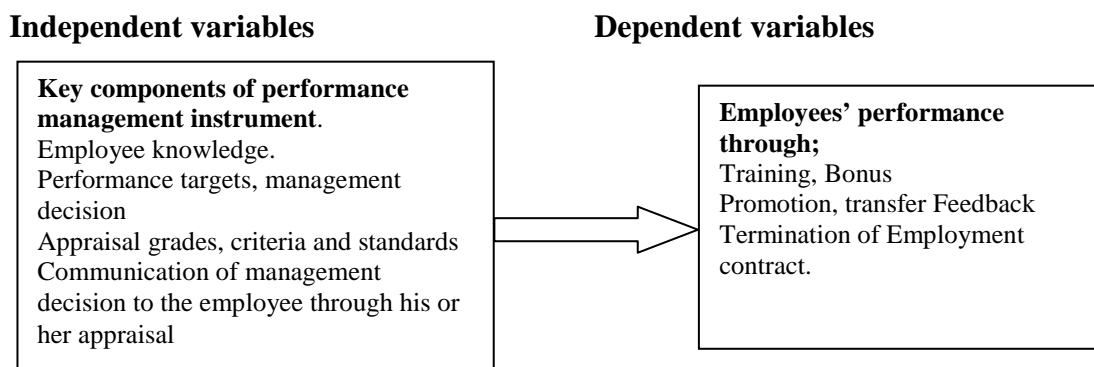 Independent variables
Dependent variables
Key components of performance
management instrument.
Employee knowledge.
Performance targets, management
decision
Appraisal grades, criteria and standards
Communication of management
decision to the employee through his or
her appraisal
Employees’ performance
through;
Training, Bonus
Promotion, transfer Feedback
Termination of Employment
contract.